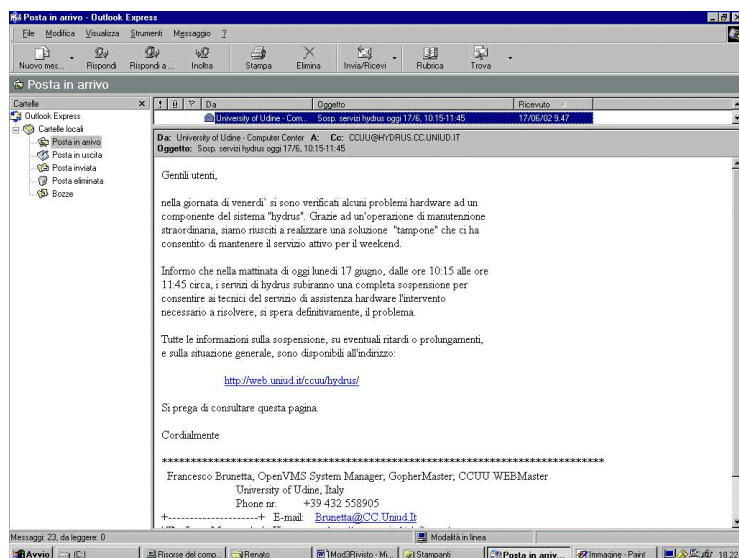 Posta in arrivo - Outlook Express
File Modifica Visualizza Strumenti Messaggio ?
Nuovo mes... Rispondi Rispondi a ... Inoltra Stampa Elimina Invia/Ricevi Rubrica Trova
Posta in arrivo
Cartelle
Outlook Express
Cartelle locali
Posta in arrivo
Posta in uscita
Posta inviata
Posta eliminata
Bozze
Da Oggetto Ricevuto
University of Udine - Com... Sosp. servizi hydrus oggi 17/6, 10:15-11:45 17/06/02 9.47
Da: University of Udine - Computer Center A: Cc: CCUU@HYDRUS.CC.UNIUD.IT
Oggetto: Sosp. servizi hydrus oggi 17/6, 10:15-11:45
Gentili utenti,
nella giornata di venerdi` si sono verificati alcuni problemi hardware ad un
componente del sistema "hydrus". Grazie ad un'operazione di manutenzione
straordinaria, siamo riusciti a realizzare una soluzione "tampone" che ci ha
consentito di mantenere il servizio attivo per il weekend.
Informo che nella mattinata di oggi lunedi 17 giugno, dalle ore 10:15 alle ore
11:45 circa, i servizi di hydrus subiranno una completa sospensione per
consentire ai tecnici del servizio di assistenza hardware l'intervento
necessario a risolvere, si spera definitivamente, il problema.
Tutte le informazioni sulla sospensione, su eventuali ritardi o prolungamenti,
e sulla situazione generale, sono disponibili all'indirizzo:
http://web.uniud.it/ccuu/hydrus/
Si prega di consultare questa pagina.
Cordialmente
Francesco Brunetta, OpenVMS System Manager; GopherMaster; CCUU WEBMaster
University of Udine, Italy
Phone nr. +39 432 558905
+---------------------+ E-mail: Brunetta@CC.Uniud.It
Messaggi: 23, da leggere: 0 Modalità in linea
Avvio (C:) Risorse del comp... Renato Mod3Rivisto - Mi... Stampanti Posta in arriv... Immagine - Paint 18.22